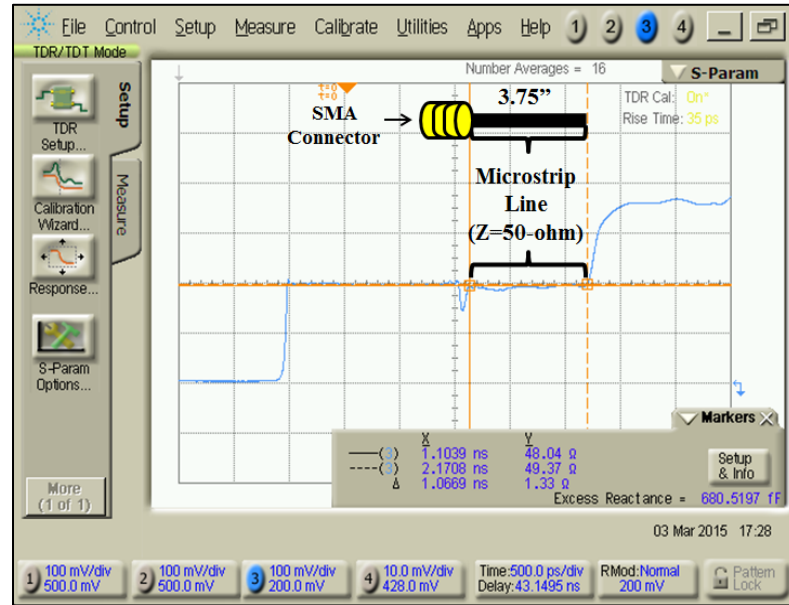 File Control Setup Measure Calibrate Utilities Apps Help 1 2 3 4
TDR/TDT Mode
Number Averages = 16
S-Param
Setup
Measure
TDR
Setup...
Calibration
Wizard...
Response...
S-Param
Options...
More
(1 of 1)
t=0
t=0
SMA
Connector
3.75”
TDR Cal: On*
Rise Time: 35 ps
Microstrip
Line
(Z=50-ohm)
Markers
X Y
(3) 1.1039 ns 48.04 Ω
(3) 2.1708 ns 49.37 Ω
Δ 1.0669 ns 1.33 Ω
Setup
& Info
Excess Reactance = 680.5197 fF
03 Mar 2015 17:28
1) 100 mV/div 500.0 mV
2) 100 mV/div 500.0 mV
3) 100 mV/div 200.0 mV
4) 10.0 mV/div 428.0 mV
Time:500.0 ps/div
Delay:43.1495 ns
RMod:Normal
200 mV
Pattern
Lock